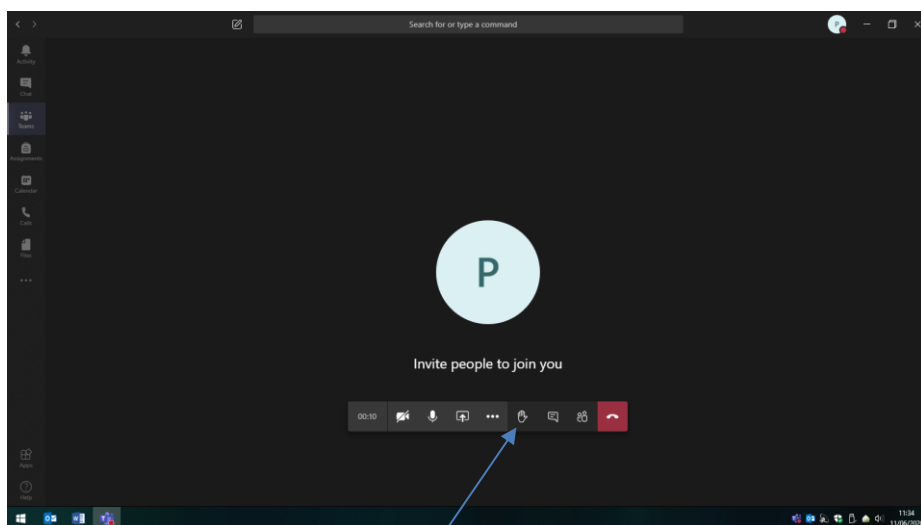 Search for or type a command
P
Activity
Chat
Teams
Assignments
Calendar
Calls
Files
P
Invite people to join you
00:10
Apps
Help
11:34